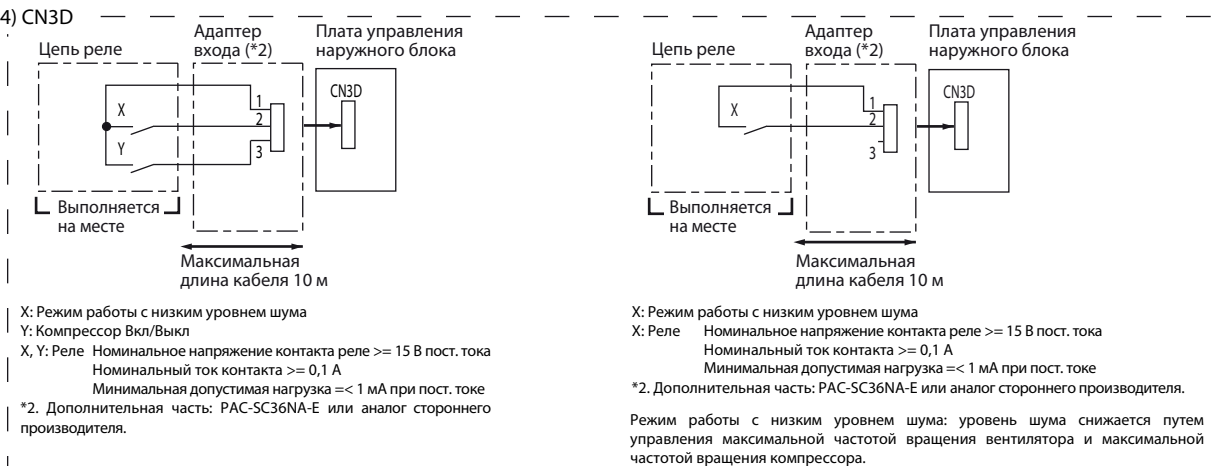 4) CN3D
Цепь реле
Адаптер
входа (*2)
Плата управления
наружного блока
X
Y
1
2
3
CN3D
Выполняется
на месте
Максимальная
длина кабеля 10 м
X: Режим работы с низким уровнем шума
Y: Компрессор Вкл/Выкл
X, Y: Реле Номинальное напряжение контакта реле >= 15 В пост. тока
Номинальный ток контакта >= 0,1 А
Минимальная допустимая нагрузка =< 1 мА при пост. токе
*2. Дополнительная часть: PAC-SC36NA-E или аналог стороннего
производителя.
Цепь реле
Адаптер
входа (*2)
Плата управления
наружного блока
X
1
2
3
CN3D
Выполняется
на месте
Максимальная
длина кабеля 10 м
X: Режим работы с низким уровнем шума
X: Реле Номинальное напряжение контакта реле >= 15 В пост. тока
Номинальный ток контакта >= 0,1 А
Минимальная допустимая нагрузка =< 1 мА при пост. токе
*2. Дополнительная часть: PAC-SC36NA-E или аналог стороннего производителя.
Режим работы с низким уровнем шума: уровень шума снижается путем
управления максимальной частотой вращения вентилятора и максимальной
частотой вращения компрессора.